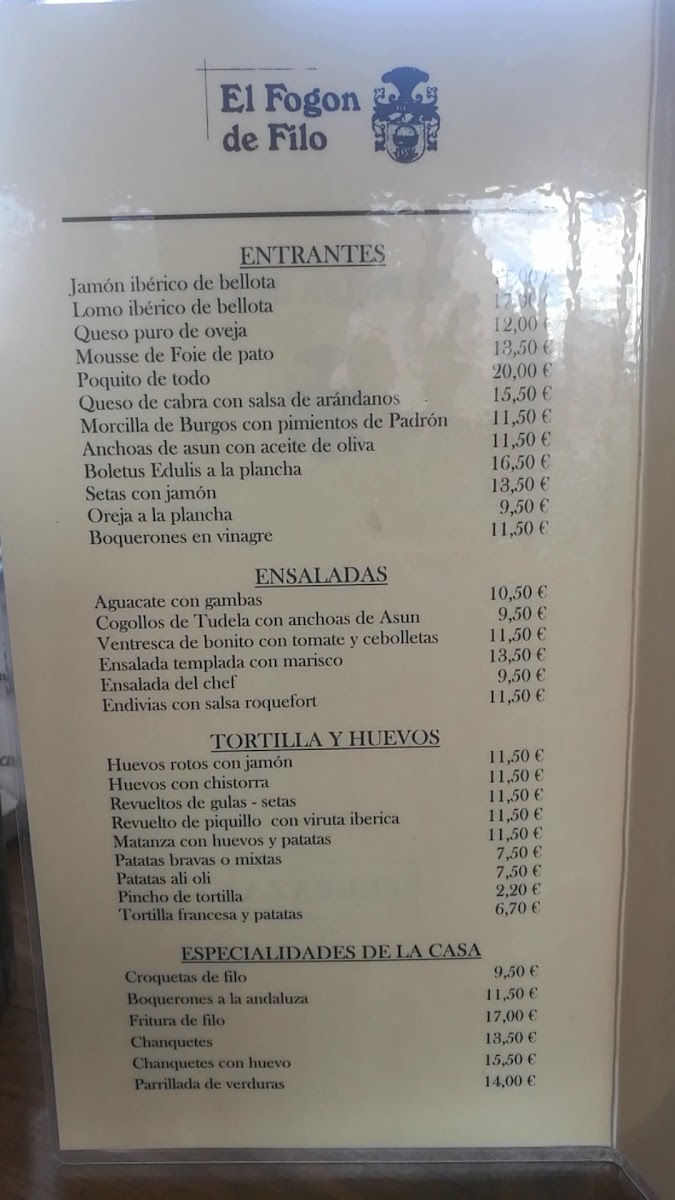 El Fogon
de Filo
ENTRANTES
Jamón ibérico de bellota
Lomo ibérico de bellota
Queso puro de oveja 12,00 €
Mousse de Foie de pato 13,50 €
Poquito de todo 20,00 €
Queso de cabra con salsa de arándanos 15,50 €
Morcilla de Burgos con pimientos de Padrón 11,50 €
Anchoas de asun con aceite de oliva 11,50 €
Boletus Edulis a la plancha 16,50 €
Setas con jamón 13,50 €
Oreja a la plancha 9,50 €
Boquerones en vinagre 11,50 €
ENSALADAS
Aguacate con gambas 10,50 €
Cogollos de Tudela con anchoas de Asun 9,50 €
Ventresca de bonito con tomate y cebolletas 11,50 €
Ensalada templada con marisco 13,50 €
Ensalada del chef 9,50 €
Endivias con salsa roquefort 11,50 €
TORTILLA Y HUEVOS
Huevos rotos con jamón 11,50 €
Huevos con chistorra 11,50 €
Revueltos de gulas - setas 11,50 €
Revuelto de piquillo con viruta iberica 11,50 €
Matanza con huevos y patatas 11,50 €
Patatas bravas o mixtas 7,50 €
Patatas ali oli 7,50 €
Pincho de tortilla 2,20 €
Tortilla francesa y patatas 6,70 €
ESPECIALIDADES DE LA CASA
Croquetas de filo 9,50 €
Boquerones a la andaluza 11,50 €
Fritura de filo 17,00 €
Chanquetes 13,50 €
Chanquetes con huevo 15,50 €
Parrillada de verduras 14,00 €